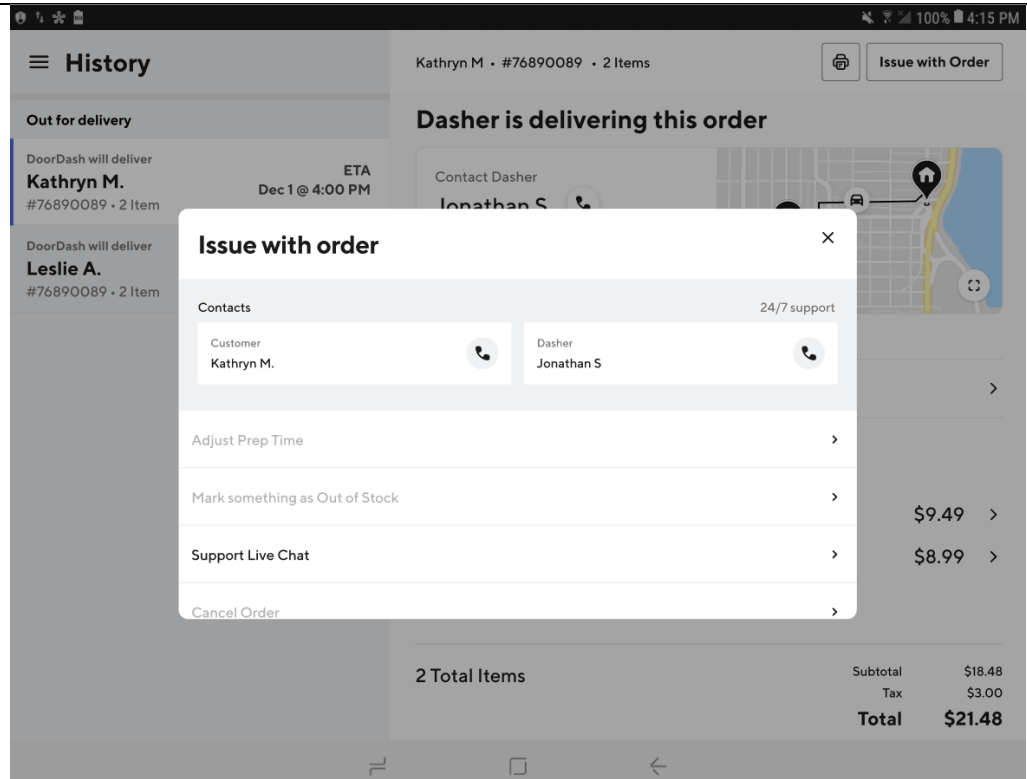 100% 4:15 PM
History
Kathryn M • #76890089 • 2 Items
Issue with Order
Out for delivery
Dasher is delivering this order
DoorDash will deliver
Kathryn M.
#76890089 • 2 Item
ETA
Dec 1 @ 4:00 PM
Contact Dasher
Jonathan S
DoorDash will deliver
Leslie A.
#76890089 • 2 Item
Issue with order
Contacts
24/7 support
Customer
Kathryn M.
Dasher
Jonathan S
Adjust Prep Time
Mark something as Out of Stock
Support Live Chat
Cancel Order
$9.49
$8.99
2 Total Items
Subtotal $18.48
Tax $3.00
Total $21.48